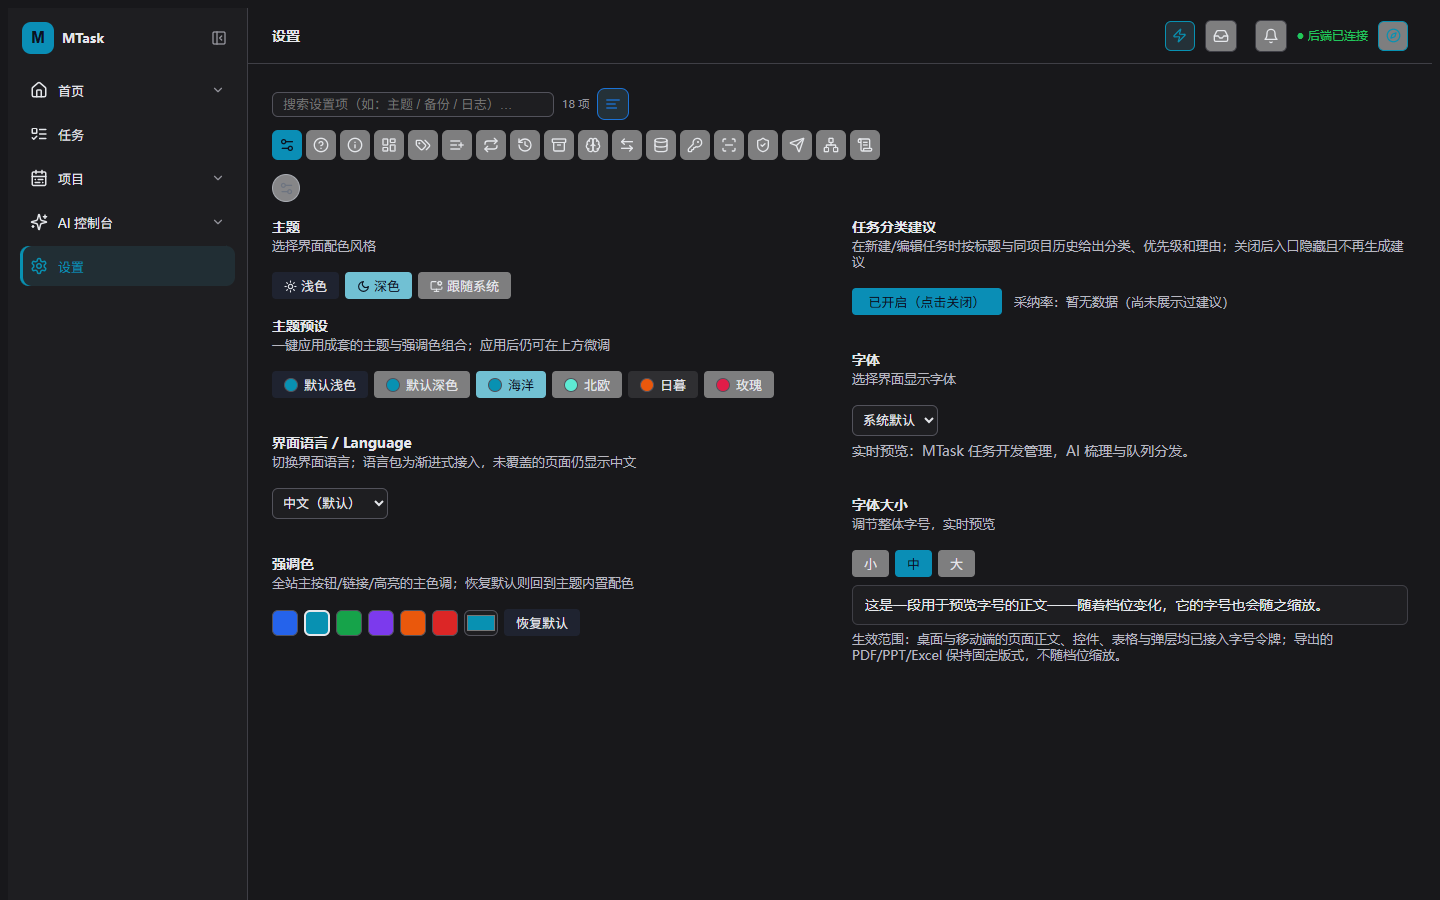 M MTask
首页
任务
项目
AI 控制台
设置
设置
后端已连接
搜索设置项（如：主题 / 备份 / 日志）…
18 项
主题
选择界面配色风格
浅色
深色
跟随系统
主题预设
一键应用成套的主题与强调色组合；应用后仍可在上方微调
默认浅色
默认深色
海洋
北欧
日暮
玫瑰
界面语言 / Language
切换界面语言；语言包为渐进式接入，未覆盖的页面仍显示中文
中文（默认）
强调色
全站主按钮/链接/高亮的主色调；恢复默认则回到主题内置配色
恢复默认
任务分类建议
在新建/编辑任务时按标题与同项目历史给出分类、优先级和理由；关闭后入口隐藏且不再生成建
议
已开启（点击关闭）
采纳率：暂无数据（尚未展示过建议）
字体
选择界面显示字体
系统默认
实时预览：MTask 任务开发管理，AI 梳理与队列分发。
字体大小
调节整体字号，实时预览
小
中
大
这是一段用于预览字号的正文——随着档位变化，它的字号也会随之缩放。
生效范围：桌面与移动端的页面正文、控件、表格与弹层均已接入字号令牌；导出的
PDF/PPT/Excel 保持固定版式，不随档位缩放。